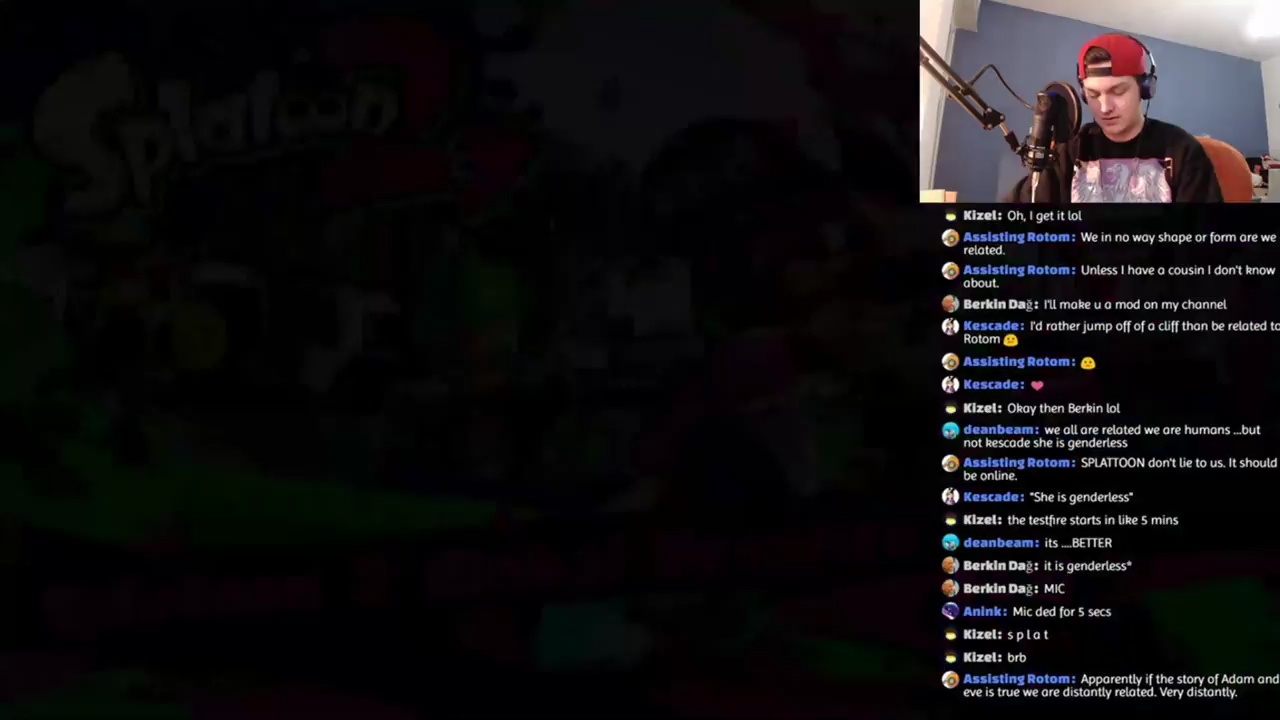 Splatoon
Kizel: Oh, I get it lol
Assisting Rotom: We in no way shape or form are we
related.
Assisting Rotom: Unless I have a cousin I don't know
about.
Berkin Dağ: I'll make u a mod on my channel
Kescade: I'd rather jump off of a cliff than be related to
Rotom 😕
Assisting Rotom: 😐
Kescade: ❤
Kizel: Okay then Berkin lol
deanbeam: we all are related we are humans ...but
not kescade she is genderless
Assisting Rotom: SPLATTOON don't lie to us. It should
be online.
Kescade: "She is genderless"
Kizel: the testfire starts in like 5 mins
deanbeam: its ....BETTER
Berkin Dağ: it is genderless*
Berkin Dağ: MIC
Anink: Mic ded for 5 secs
Kizel: s p l a t
Kizel: brb
Assisting Rotom: Apparently if the story of Adam and
eve is true we are distantly related. Very distantly.